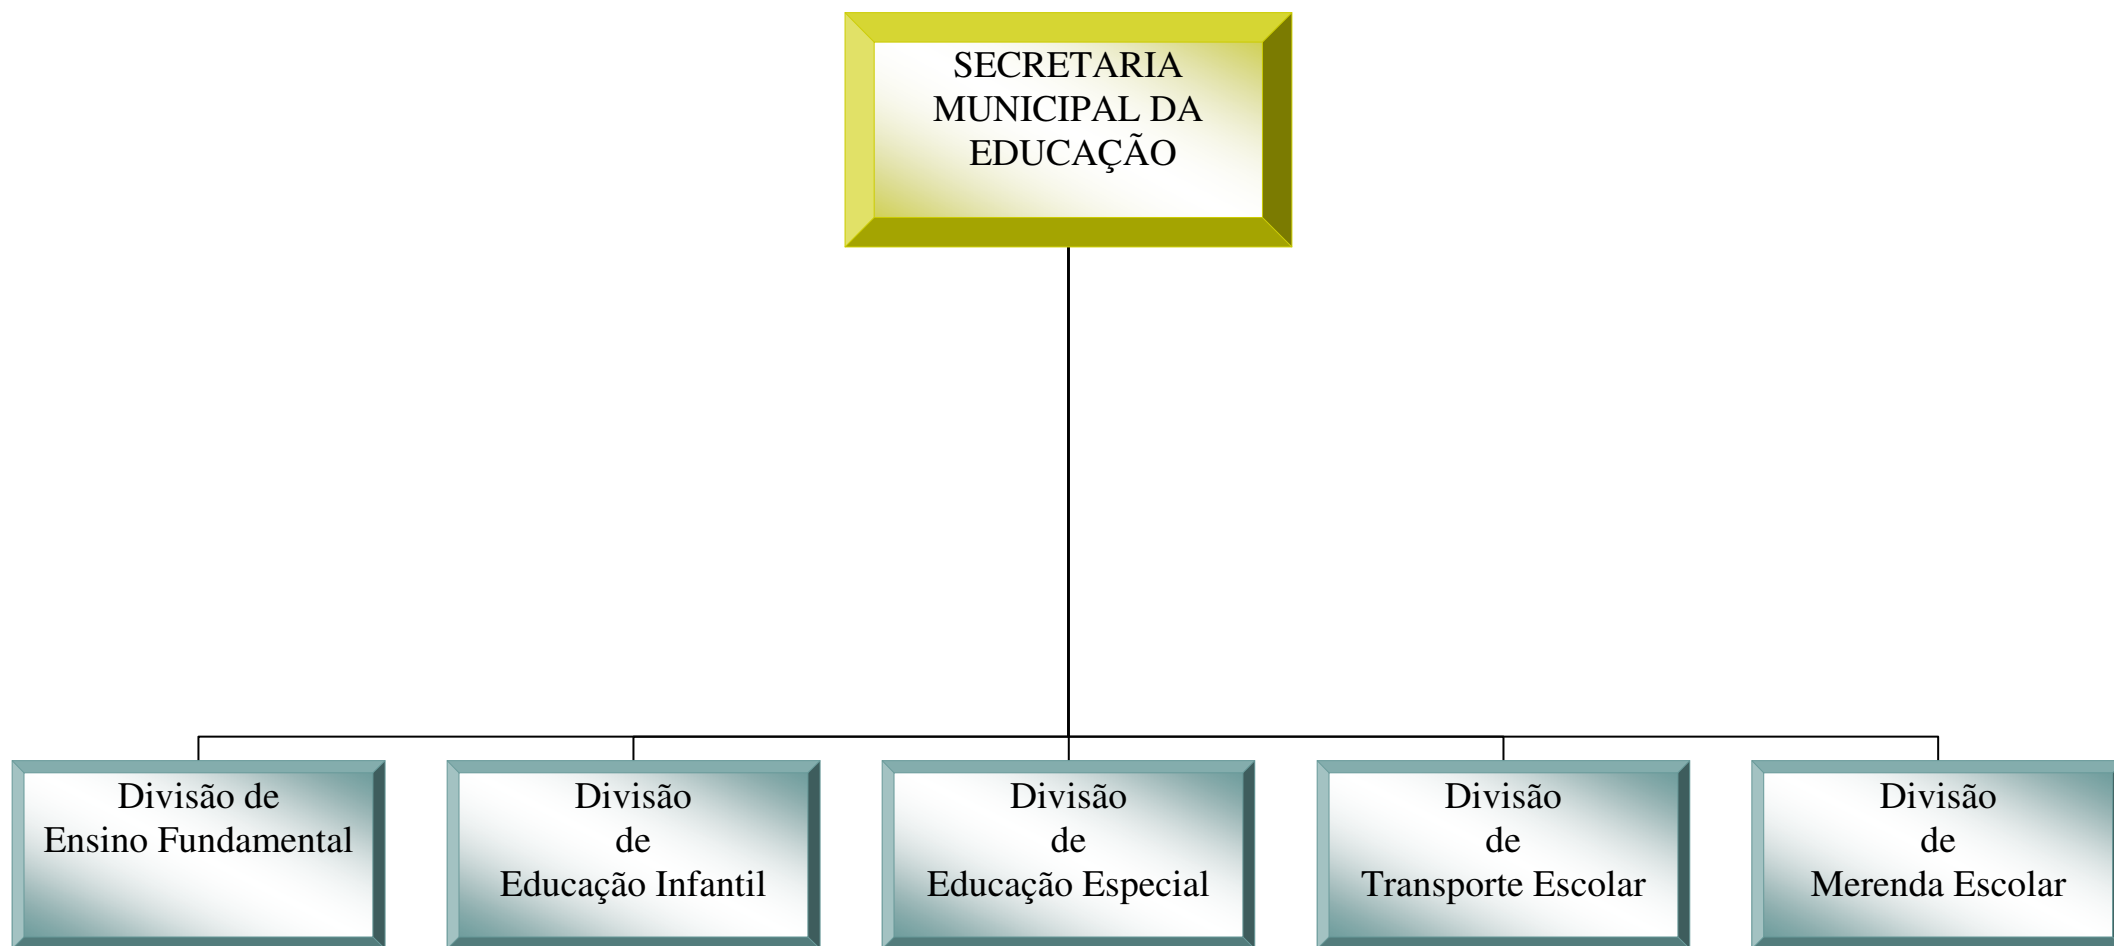 SECRETARIA
MUNICIPAL DA
EDUCAÇÃO
Divisão de
Ensino Fundamental
Divisão
de
Educação Infantil
Divisão
de
Educação Especial
Divisão
de
Transporte Escolar
Divisão
de
Merenda Escolar